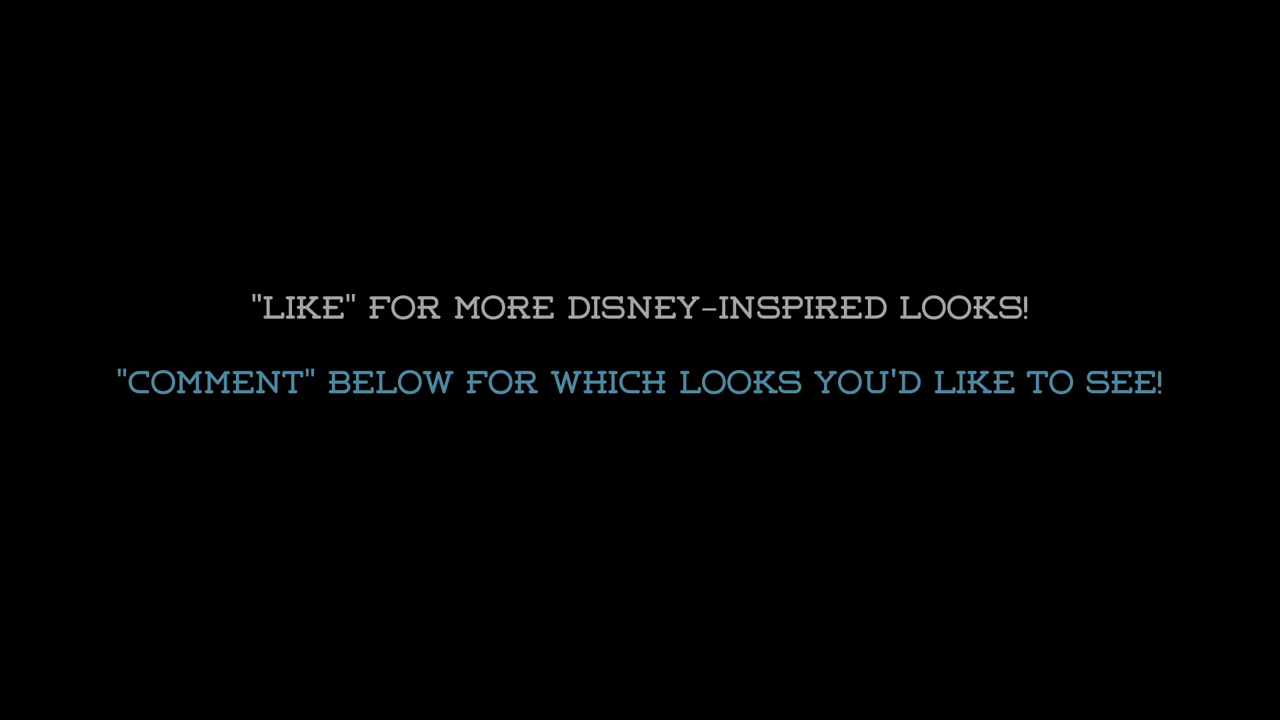 "LIKE" FOR MORE DISNEY-INSPIRED LOOKS!
"COMMENT" BELOW FOR WHICH LOOKS YOU'D LIKE TO SEE!